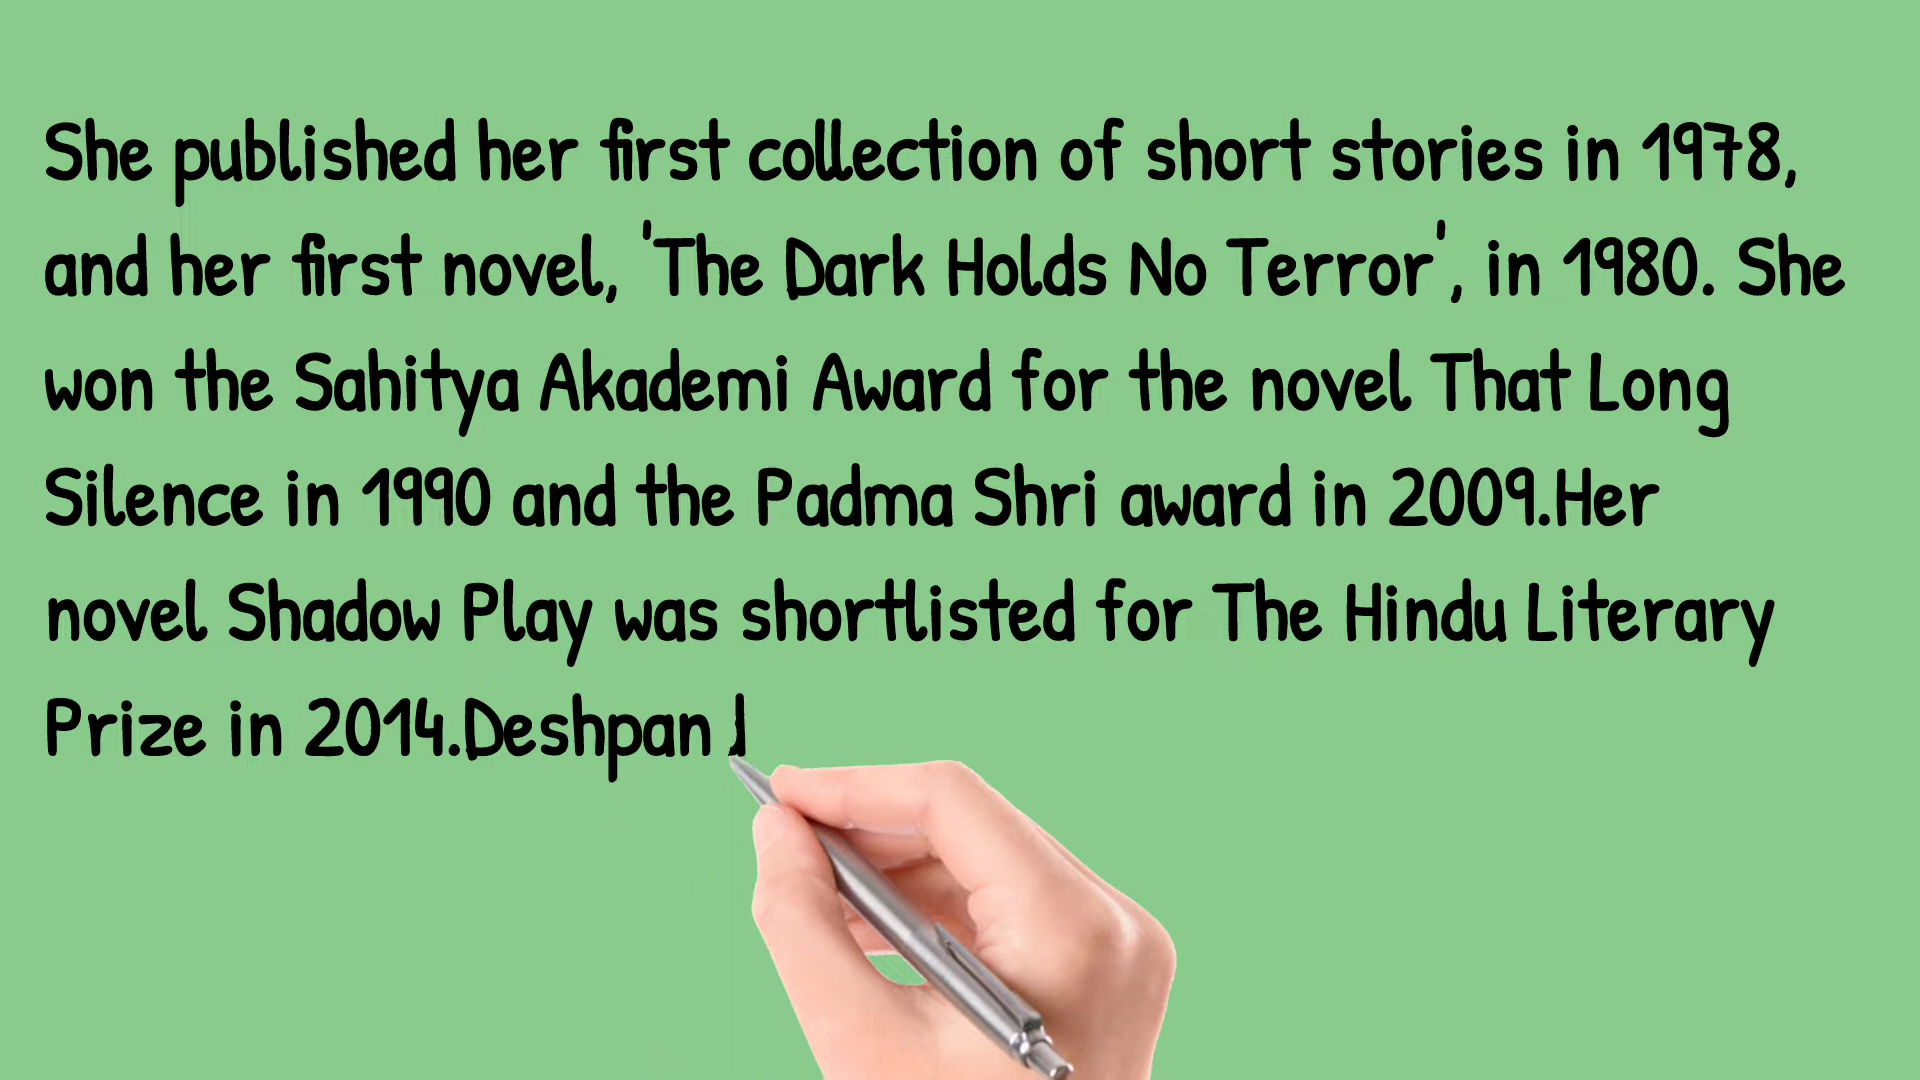 She published her first collection of short stories in 1978,
and her first novel, 'The Dark Holds No Terror', in 1980. She
won the Sahitya Akademi Award for the novel That Long
Silence in 1990 and the Padma Shri award in 2009.Her
novel Shadow Play was shortlisted for The Hindu Literary
Prize in 2014.Deshpan